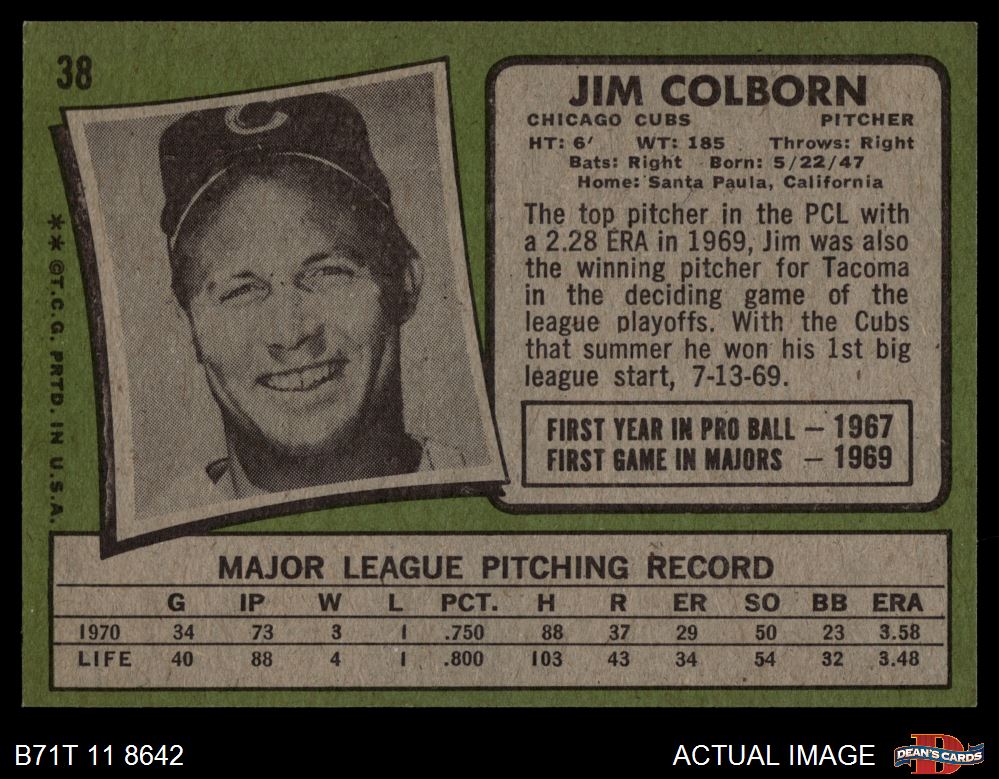 38
C
** ©T.C.G. PRTD. IN U.S.A.
JIM COLBORN
CHICAGO CUBS PITCHER
HT: 6' WT: 185 Throws: Right
Bats: Right Born: 5/22/47
Home: Santa Paula, California
The top pitcher in the PCL with
a 2.28 ERA in 1969, Jim was also
the winning pitcher for Tacoma
in the deciding game of the
league playoffs. With the Cubs
that summer he won his 1st big
league start, 7-13-69.
FIRST YEAR IN PRO BALL — 1967
FIRST GAME IN MAJORS — 1969
MAJOR LEAGUE PITCHING RECORD
G IP W L PCT. H R ER SO BB ERA
1970 34 73 3 1 .750 88 37 29 50 23 3.58
LIFE 40 88 4 1 .800 103 43 34 54 32 3.48
B71T 11 8642
ACTUAL IMAGE
D
DEAN'S CARDS